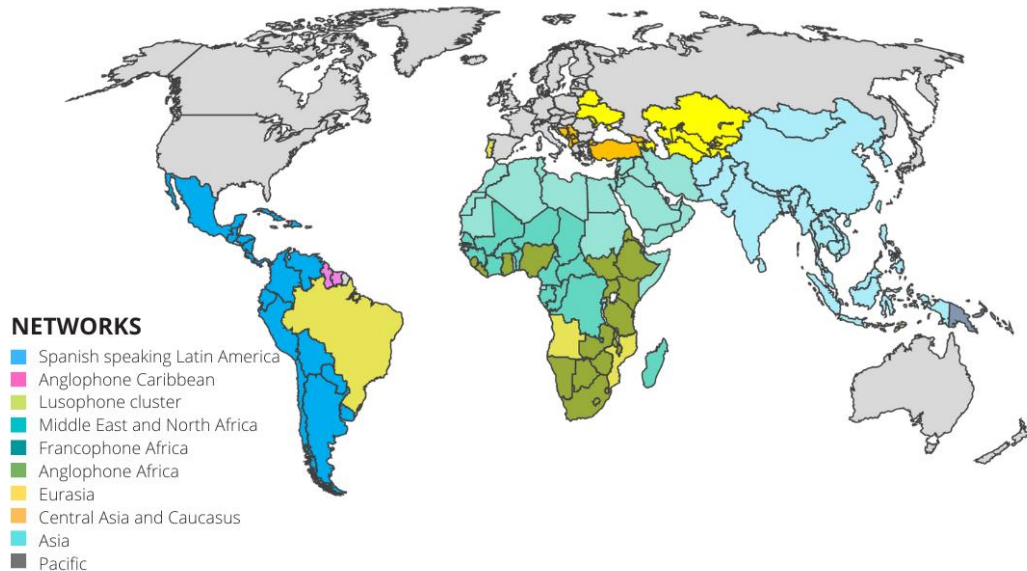 NETWORKS
Spanish speaking Latin America
Anglophone Caribbean
Lusophone cluster
Middle East and North Africa
Francophone Africa
Anglophone Africa
Eurasia
Central Asia and Caucasus
Asia
Pacific